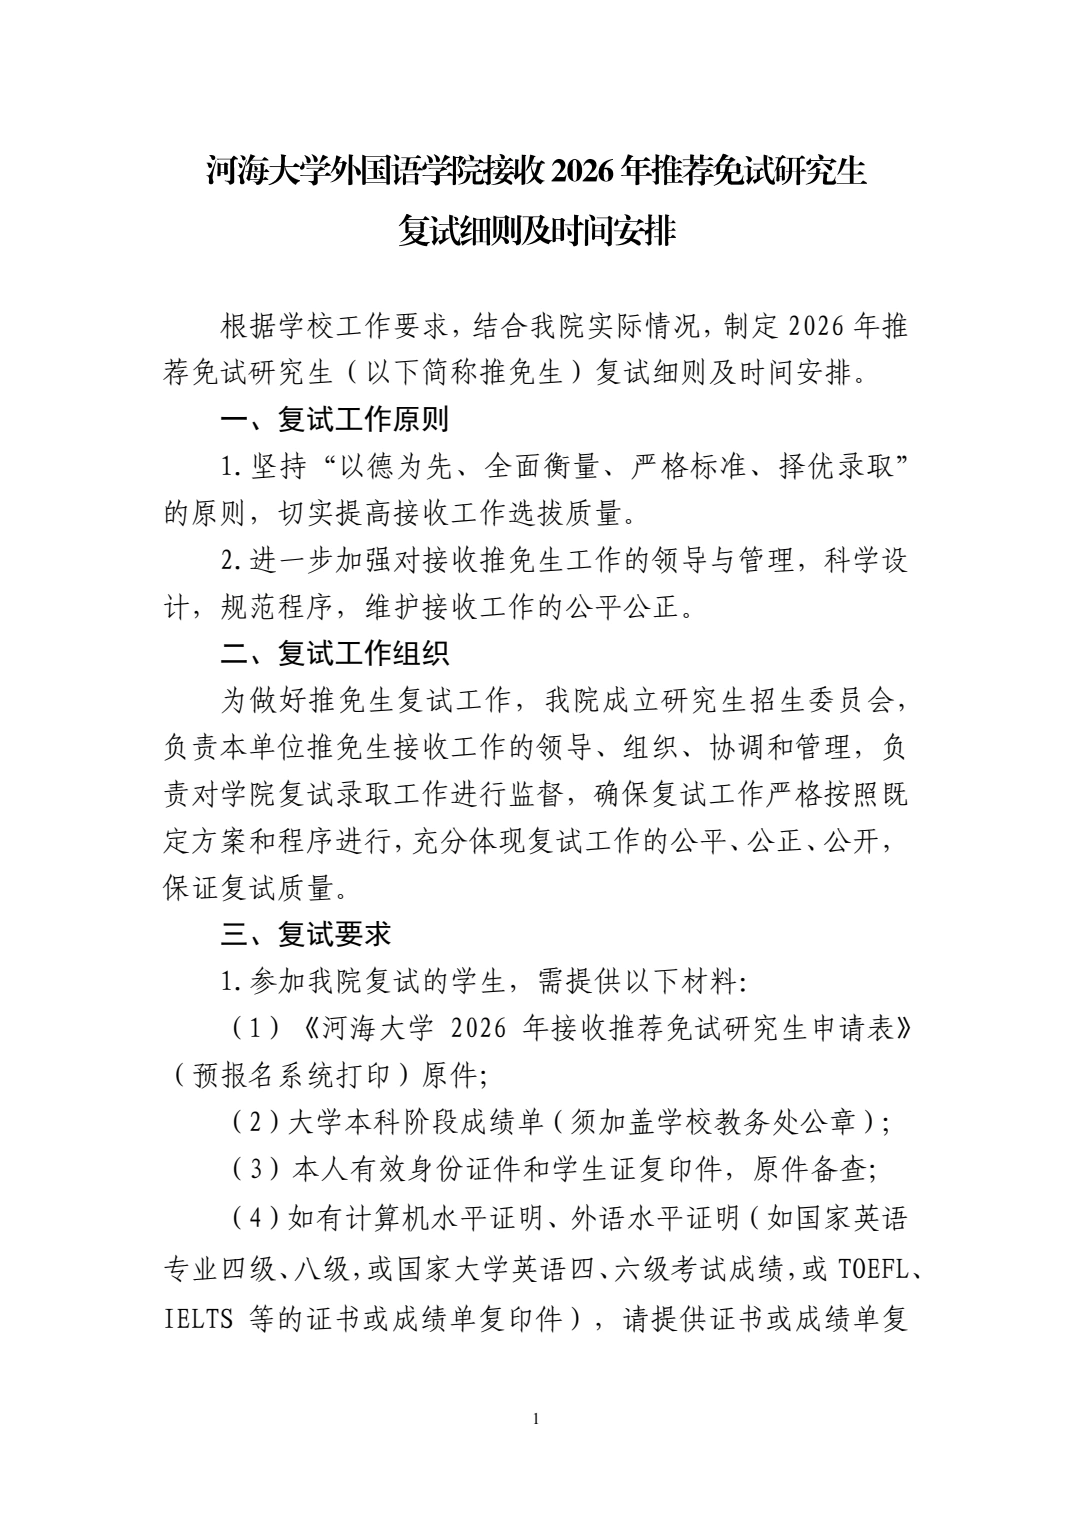 河海大学外国语学院接收 2026 年推荐免试研究生
复试细则及时间安排
根据学校工作要求，结合我院实际情况，制定 2026 年推
荐免试研究生（以下简称推免生）复试细则及时间安排。
一、复试工作原则
1.坚持“以德为先、全面衡量、严格标准、择优录取”
的原则，切实提高接收工作选拔质量。
2.进一步加强对接收推免生工作的领导与管理，科学设
计，规范程序，维护接收工作的公平公正。
二、复试工作组织
为做好推免生复试工作，我院成立研究生招生委员会，
负责本单位推免生接收工作的领导、组织、协调和管理，负
责对学院复试录取工作进行监督，确保复试工作严格按照既
定方案和程序进行，充分体现复试工作的公平、公正、公开，
保证复试质量。
三、复试要求
1.参加我院复试的学生，需提供以下材料：
（1）《河海大学 2026 年接收推荐免试研究生申请表》
（预报名系统打印）原件；
（2）大学本科阶段成绩单（须加盖学校教务处公章）；
（3）本人有效身份证件和学生证复印件，原件备查；
（4）如有计算机水平证明、外语水平证明（如国家英语
专业四级、八级，或国家大学英语四、六级考试成绩，或 TOEFL、
IELTS 等的证书或成绩单复印件），请提供证书或成绩单复
1